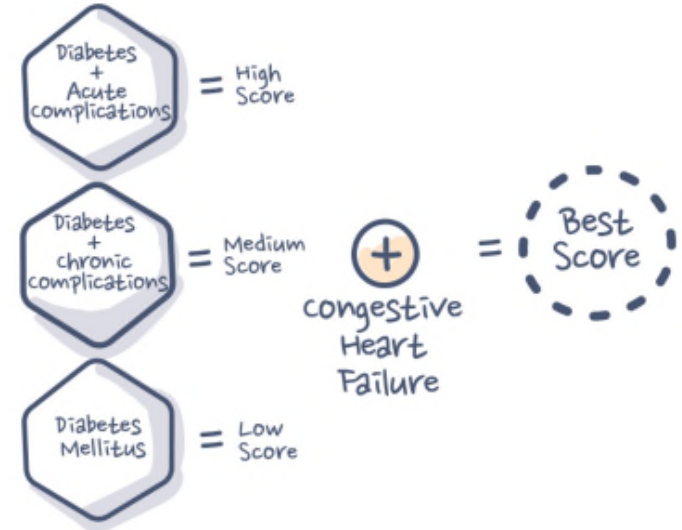 Diabetes
+
Acute
complications
= High
Score
Diabetes
+
chronic
complications
= Medium
Score
Diabetes
Mellitus
= Low
Score
+
congestive
Heart
Failure
=
Best
Score